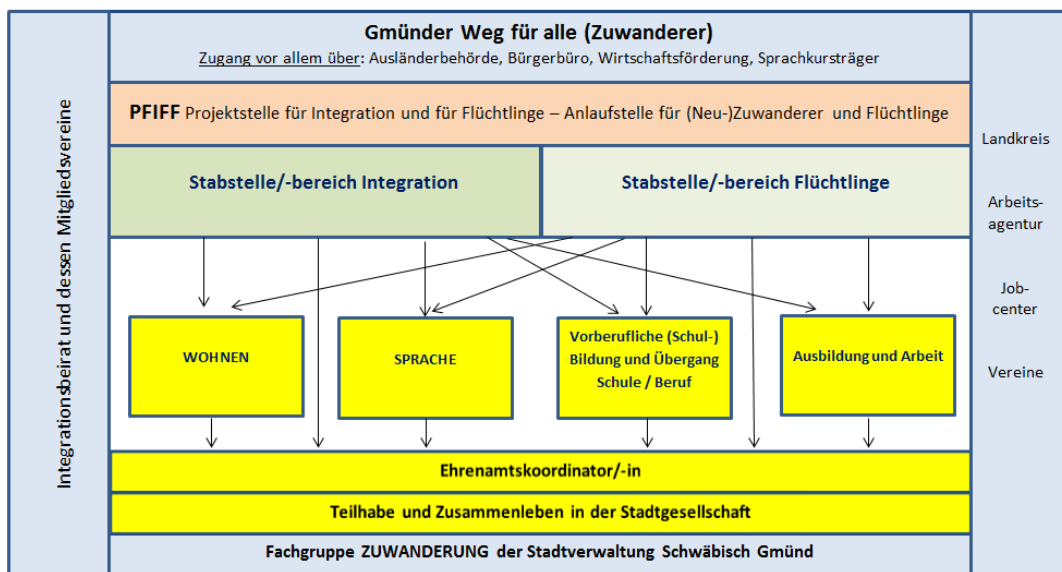 Gmünder Weg für alle (Zuwanderer)
Zugang vor allem über: Ausländerbehörde, Bürgerbüro, Wirtschaftsförderung, Sprachkursträger
PFIFF Projektstelle für Integration und für Flüchtlinge – Anlaufstelle für (Neu-)Zuwanderer und Flüchtlinge
Stabstelle/-bereich Integration
Stabstelle/-bereich Flüchtlinge
WOHNEN
SPRACHE
Vorberufliche (Schul-)
Bildung und Übergang
Schule / Beruf
Ausbildung und Arbeit
Ehrenamtskoordinator/-in
Teilhabe und Zusammenleben in der Stadtgesellschaft
Fachgruppe ZUWANDERUNG der Stadtverwaltung Schwäbisch Gmünd
Integrationsbeirat und dessen Mitgliedsvereine
Landkreis
Arbeits-
agentur
Job-
center
Vereine